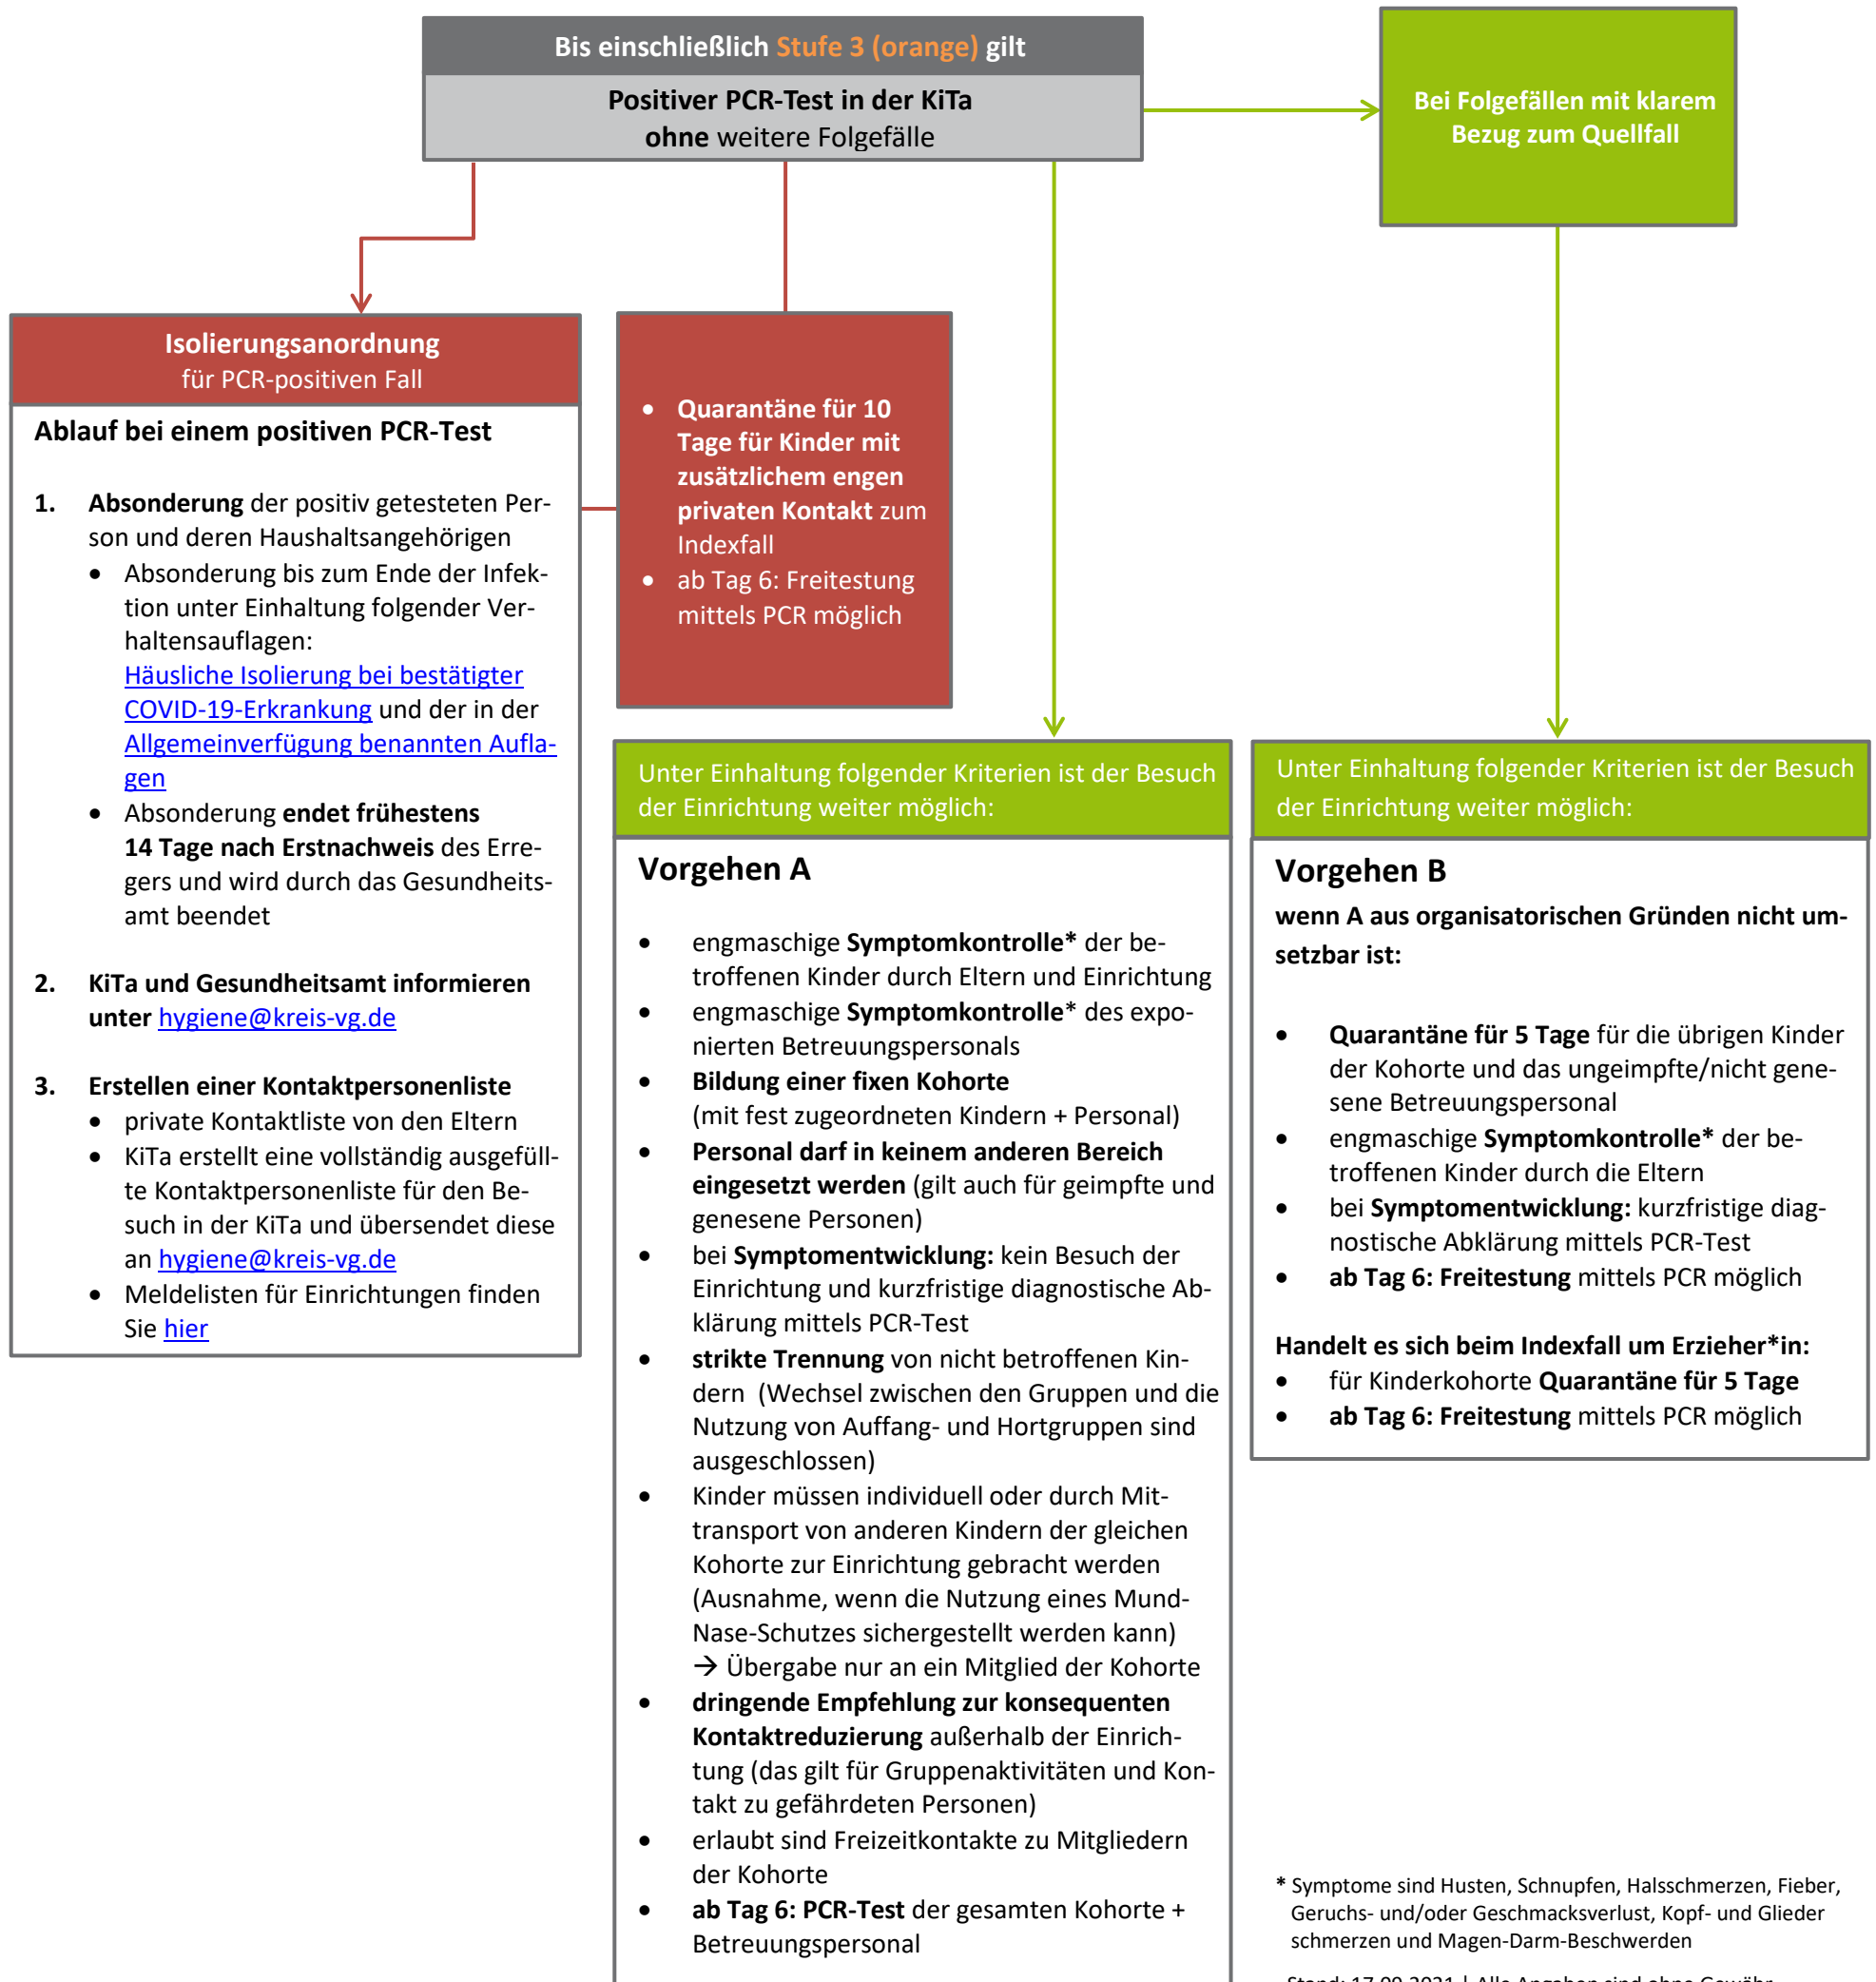 Bis einschließlich Stufe 3 (orange) gilt
Positiver PCR-Test in der KiTa
ohne weitere Folgefälle
Bei Folgefällen mit klarem
Bezug zum Quellfall
Isolierungsanordnung
für PCR-positiven Fall
Ablauf bei einem positiven PCR-Test
1. Absonderung der positiv getesteten Per-
son und deren Haushaltsangehörigen
• Absonderung bis zum Ende der Infek-
tion unter Einhaltung folgender Ver-
haltensauflagen:
Häusliche Isolierung bei bestätigter
COVID-19-Erkrankung und der in der
Allgemeinverfügung benannten Aufla-
gen
• Absonderung endet frühestens
14 Tage nach Erstnachweis des Erre-
gers und wird durch das Gesundheits-
amt beendet
2. KiTa und Gesundheitsamt informieren
unter hygiene@kreis-vg.de
3. Erstellen einer Kontaktpersonenliste
• private Kontaktliste von den Eltern
• KiTa erstellt eine vollständig ausgefüll-
te Kontaktpersonenliste für den Be-
such in der KiTa und übersendet diese
an hygiene@kreis-vg.de
• Meldelisten für Einrichtungen finden
Sie hier
• Quarantäne für 10
Tage für Kinder mit
zusätzlichem engen
privaten Kontakt zum
Indexfall
• ab Tag 6: Freitestung
mittels PCR möglich
Unter Einhaltung folgender Kriterien ist der Besuch
der Einrichtung weiter möglich:
Vorgehen A
• engmaschige Symptomkontrolle* der be-
troffenen Kinder durch Eltern und Einrichtung
• engmaschige Symptomkontrolle* des expo-
nierten Betreuungspersonals
• Bildung einer fixen Kohorte
(mit fest zugeordneten Kindern + Personal)
• Personal darf in keinem anderen Bereich
eingesetzt werden (gilt auch für geimpfte und
genesene Personen)
• bei Symptomentwicklung: kein Besuch der
Einrichtung und kurzfristige diagnostische Ab-
klärung mittels PCR-Test
• strikte Trennung von nicht betroffenen Kin-
dern (Wechsel zwischen den Gruppen und die
Nutzung von Auffang- und Hortgruppen sind
ausgeschlossen)
• Kinder müssen individuell oder durch Mit-
transport von anderen Kindern der gleichen
Kohorte zur Einrichtung gebracht werden
(Ausnahme, wenn die Nutzung eines Mund-
Nase-Schutzes sichergestellt werden kann)
→ Übergabe nur an ein Mitglied der Kohorte
• dringende Empfehlung zur konsequenten
Kontaktreduzierung außerhalb der Einrich-
tung (das gilt für Gruppenaktivitäten und Kon-
takt zu gefährdeten Personen)
• erlaubt sind Freizeitkontakte zu Mitgliedern
der Kohorte
• ab Tag 6: PCR-Test der gesamten Kohorte +
Betreuungspersonal
Unter Einhaltung folgender Kriterien ist der Besuch
der Einrichtung weiter möglich:
Vorgehen B
wenn A aus organisatorischen Gründen nicht um-
setzbar ist:
• Quarantäne für 5 Tage für die übrigen Kinder
der Kohorte und das ungeimpfte/nicht gene-
sene Betreuungspersonal
• engmaschige Symptomkontrolle* der be-
troffenen Kinder durch die Eltern
• bei Symptomentwicklung: kurzfristige diag-
nostische Abklärung mittels PCR-Test
• ab Tag 6: Freitestung mittels PCR möglich
Handelt es sich beim Indexfall um Erzieher*in:
• für Kinderkohorte Quarantäne für 5 Tage
• ab Tag 6: Freitestung mittels PCR möglich
* Symptome sind Husten, Schnupfen, Halsschmerzen, Fieber,
Geruchs- und/oder Geschmacksverlust, Kopf- und Glieder
schmerzen und Magen-Darm-Beschwerden
Stand: 17.09.2021 | Alle Angaben sind ohne Gewähr